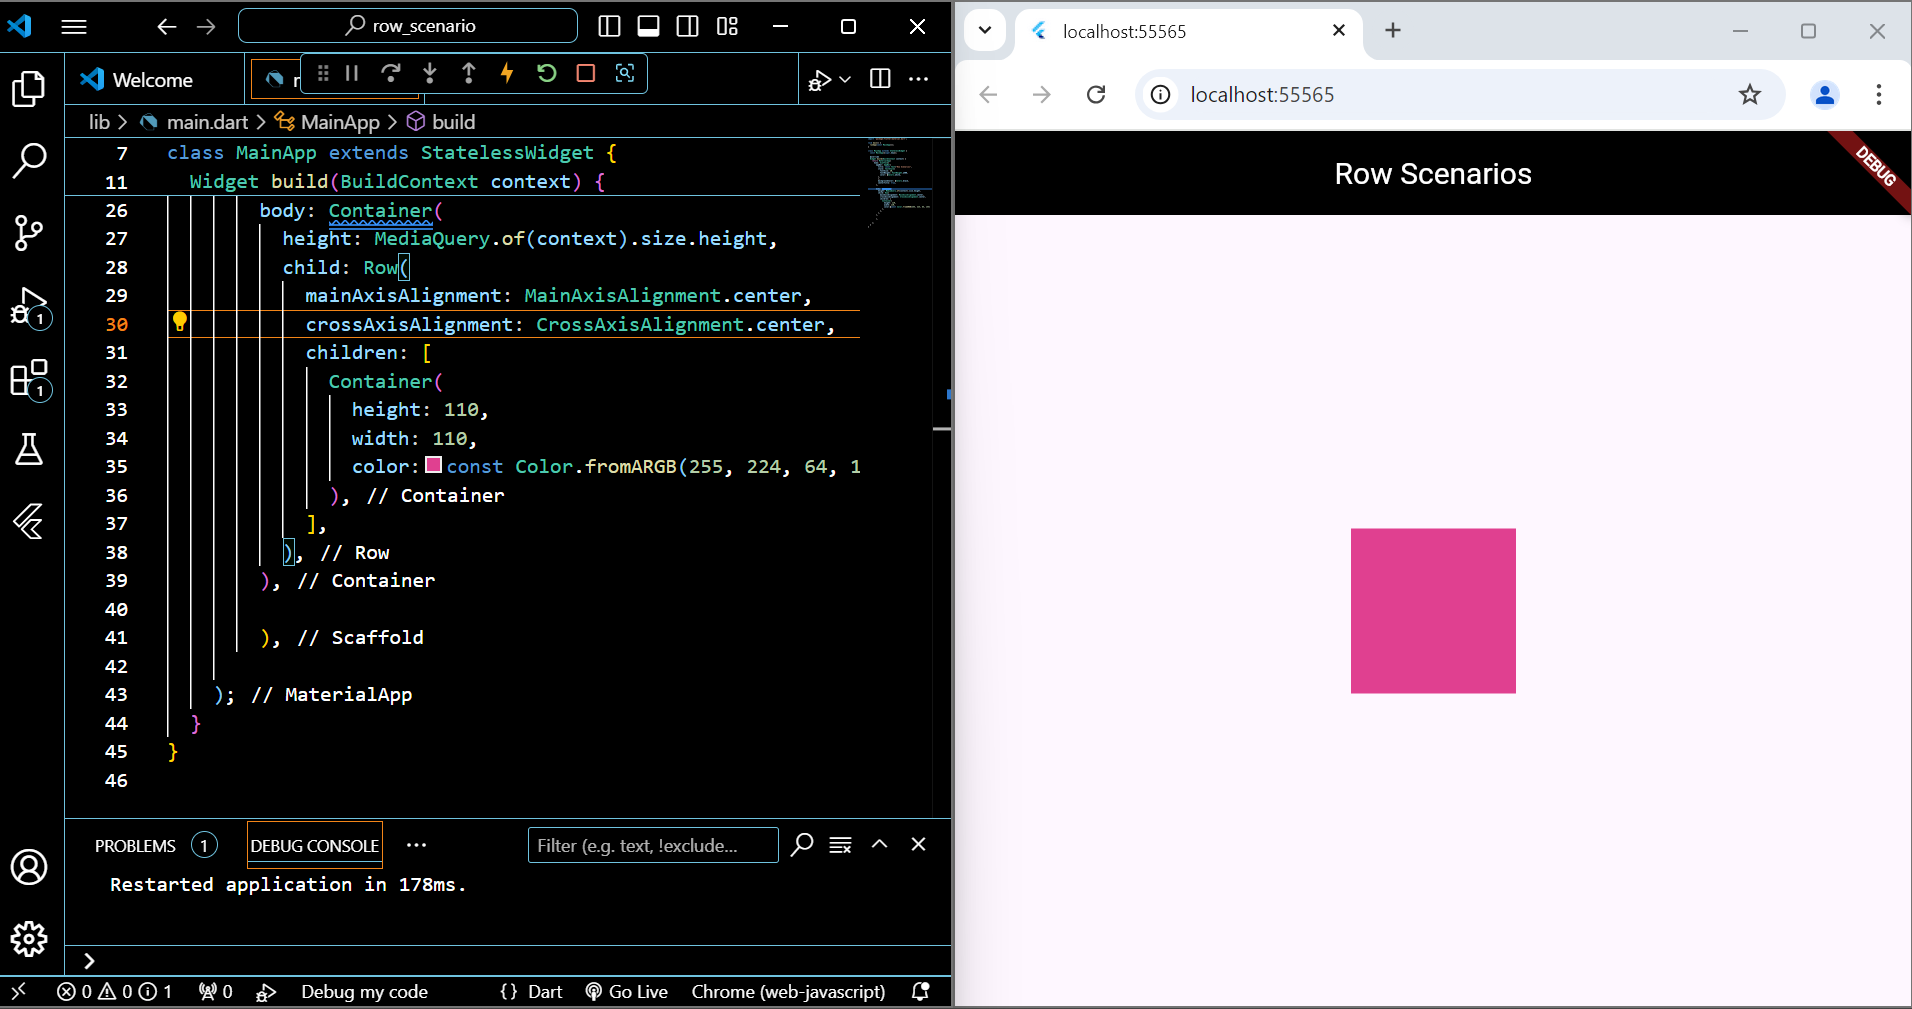 row_scenario
Welcome
lib > main.dart > MainApp > build
7 class MainApp extends StatelessWidget {
11 Widget build(BuildContext context) {
26 body: Container(
27 height: MediaQuery.of(context).size.height,
28 child: Row(
29 mainAxisAlignment: MainAxisAlignment.center,
30 crossAxisAlignment: CrossAxisAlignment.center,
31 children: [
32 Container(
33 height: 110,
34 width: 110,
35 color: const Color.fromARGB(255, 224, 64, 1
36 ), // Container
37 ],
38 ), // Row
39 ), // Container
40
41 ), // Scaffold
42
43 ); // MaterialApp
44 }
45 }
46
1
1
PROBLEMS 1 DEBUG CONSOLE ... Filter (e.g. text, !exclude...
Restarted application in 178ms.
>
0 0 1 0 Debug my code {} Dart Go Live Chrome (web-javascript)
localhost:55565
localhost:55565
Row Scenarios
DEBUG